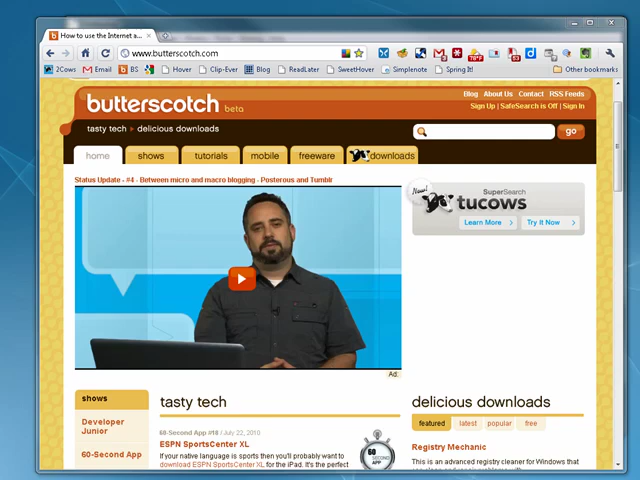 How to use the Internet a...
www.butterscotch.com
78°F
53
2Cows
Email
BS
Hover
Clip-Ever
Blog
ReadLater
SweetHover
Simplenote
Spring It!
Other bookmarks
butterscotch beta
Blog About Us Contact RSS Feeds
Sign Up | SafeSearch is Off | Sign In
tasty tech delicious downloads
go
home shows tutorials mobile freeware downloads
Status Update - #4 - Between micro and macro blogging - Posterous and Tumblr
New!
SuperSearch
tucows
Learn More > Try It Now >
Ad:
shows
Developer
Junior
60-Second App
tasty tech
60-Second App #18 / July 22, 2010
ESPN SportsCenter XL
If your native language is sports then you'll probably want to
download ESPN SportsCenter XL for the iPad. It's the perfect
60
SECOND
APP
delicious downloads
featured latest popular free
Registry Mechanic
This is an advanced registry cleaner for Windows that